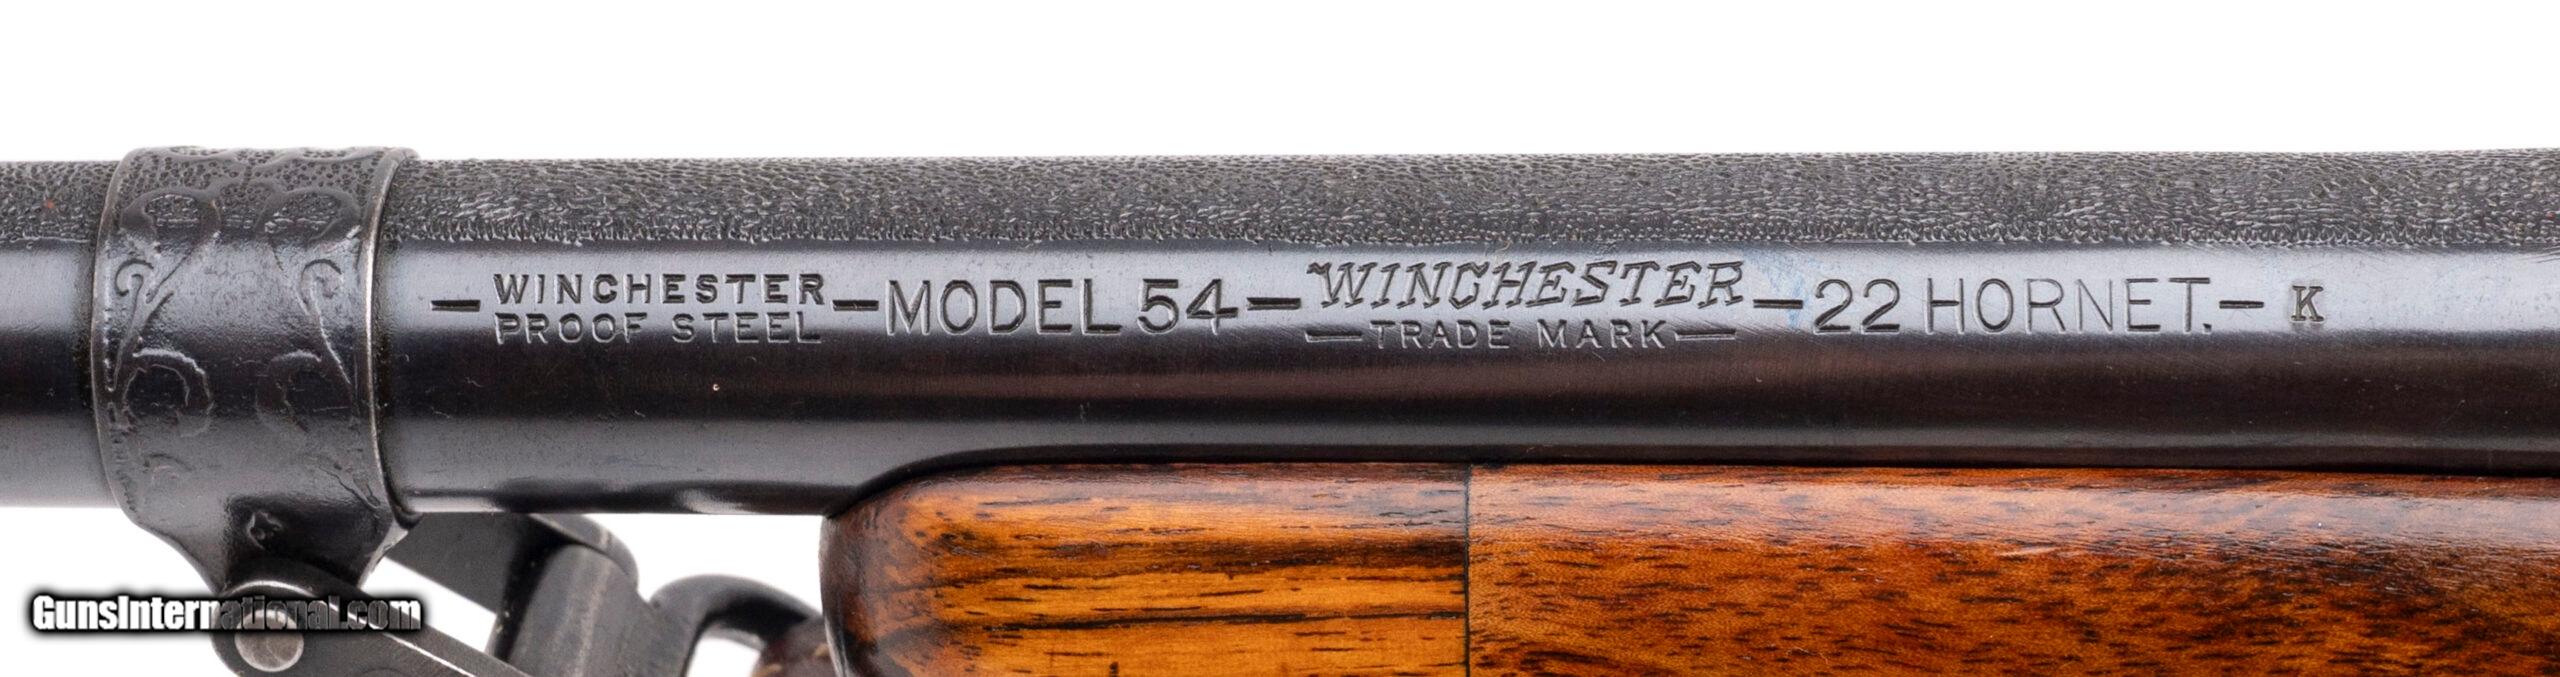 -WINCHESTER PROOF STEEL-MODEL 54-WINCHESTER-22 HORNET.- K
-TRADE MARK-
GunsInternational.com